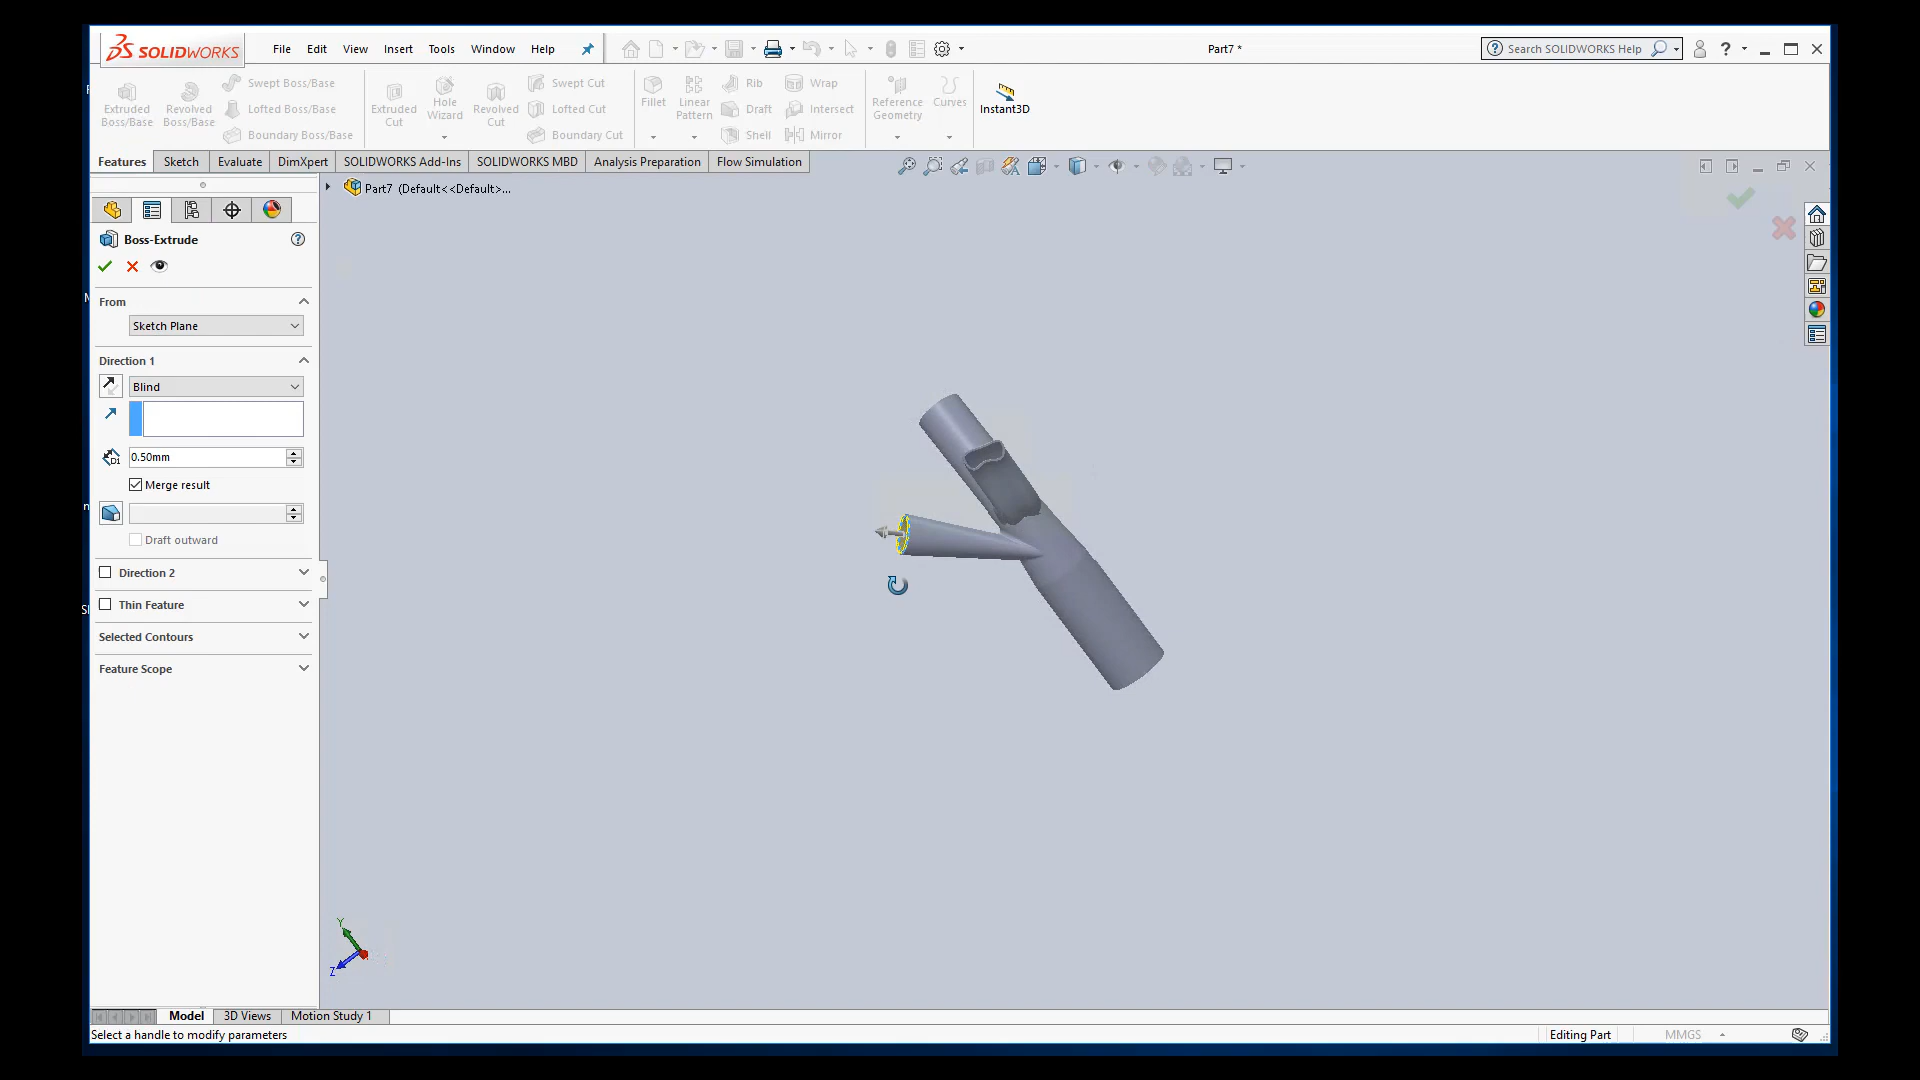 SOLIDWORKS File Edit View Insert Tools Window Help Part7 * Search SOLIDWORKS Help ?
Extruded Boss/Base
Revolved Boss/Base
Swept Boss/Base
Lofted Boss/Base
Boundary Boss/Base
Extruded Cut
Hole Wizard
Revolved Cut
Swept Cut
Lofted Cut
Boundary Cut
Fillet
Linear Pattern
Rib
Draft
Shell
Wrap
Intersect
Mirror
Reference Geometry
Curves
Instant3D
Features Sketch Evaluate DimXpert SOLIDWORKS Add-Ins SOLIDWORKS MBD Analysis Preparation Flow Simulation
Part7 (Default<<Default>...
Boss-Extrude ?
From
Sketch Plane
Direction 1
Blind
D1 0.50mm
Merge result
Draft outward
Direction 2
Thin Feature
Selected Contours
Feature Scope
Y
Z
Model 3D Views Motion Study 1
Select a handle to modify parameters Editing Part MMGS